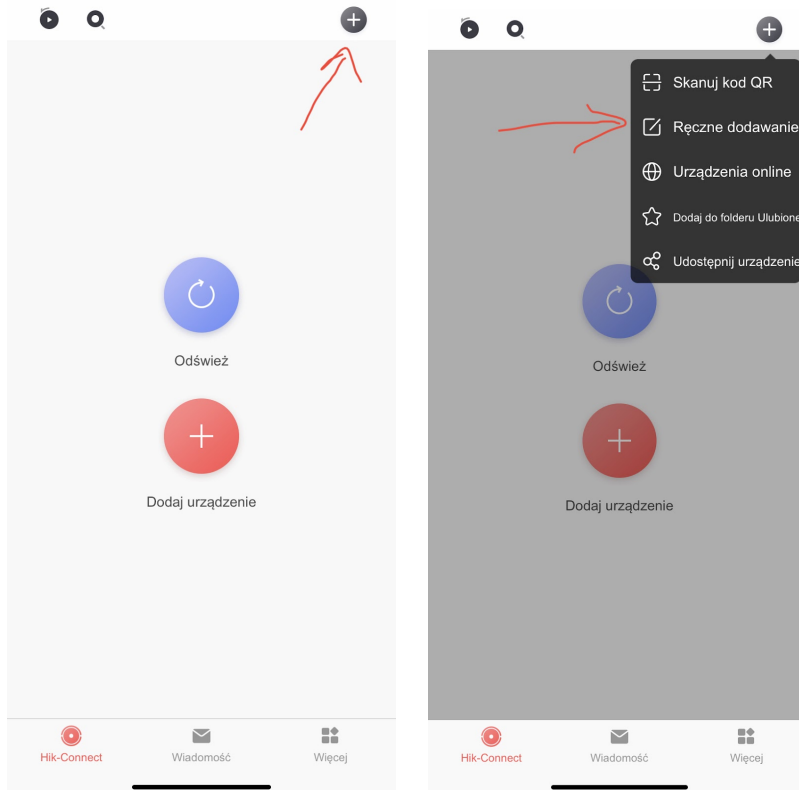 Odśwież
Dodaj urządzenie
Hik-Connect
Wiadomość
Więcej
Skanuj kod QR
Ręczne dodawanie
Urządzenia online
Dodaj do folderu Ulubione
Udostępnij urządzenie
Odśwież
Dodaj urządzenie
Hik-Connect
Wiadomość
Więcej